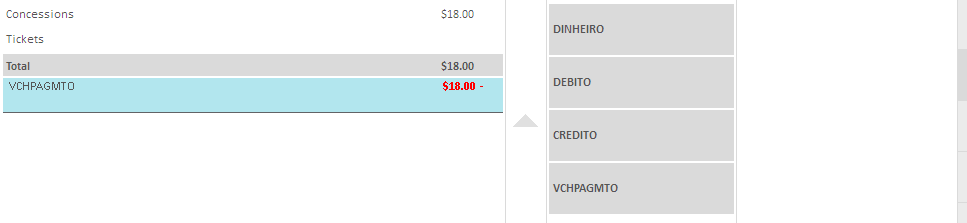 Concessions $18.00
Tickets
Total $18.00
VCHPAGMTO $18.00 -
DINHEIRO
DEBITO
CREDITO
VCHPAGMTO